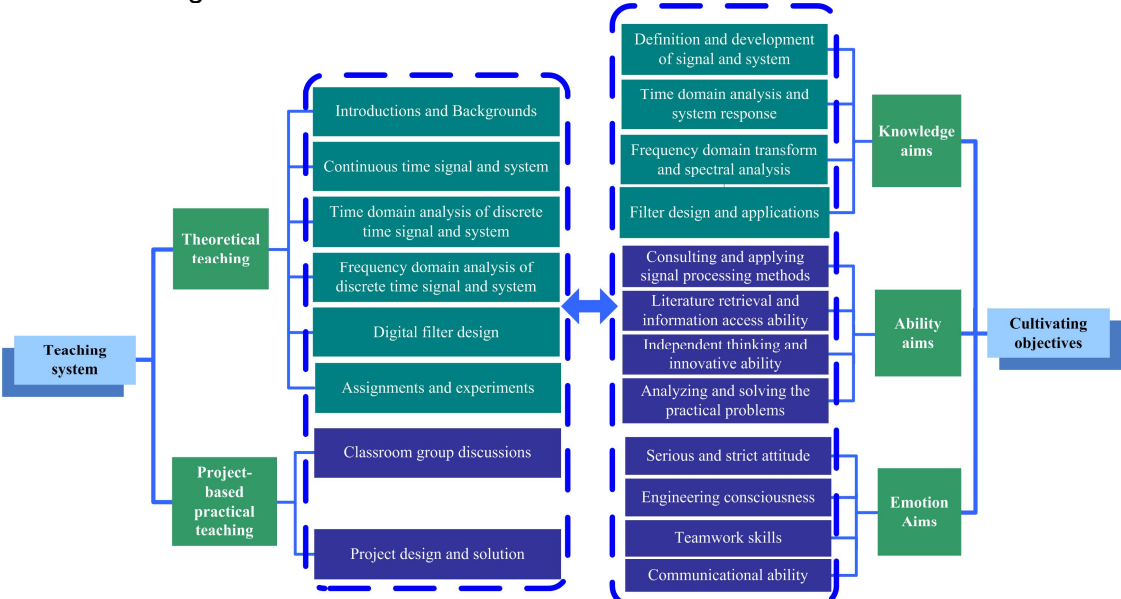 Teaching
system
Theoretical
teaching
Project-
based
practical
teaching
Introductions and Backgrounds
Continuous time signal and system
Time domain analysis of discrete
time signal and system
Frequency domain analysis of
discrete time signal and system
Digital filter design
Assignments and experiments
Classroom group discussions
Project design and solution
Definition and development
of signal and system
Time domain analysis and
system response
Frequency domain transform
and spectral analysis
Filter design and applications
Consulting and applying
signal processing methods
Literature retrieval and
information access ability
Independent thinking and
innovative ability
Analyzing and solving the
practical problems
Serious and strict attitude
Engineering consciousness
Teamwork skills
Communicational ability
Knowledge
aims
Ability
aims
Emotion
Aims
Cultivating
objectives